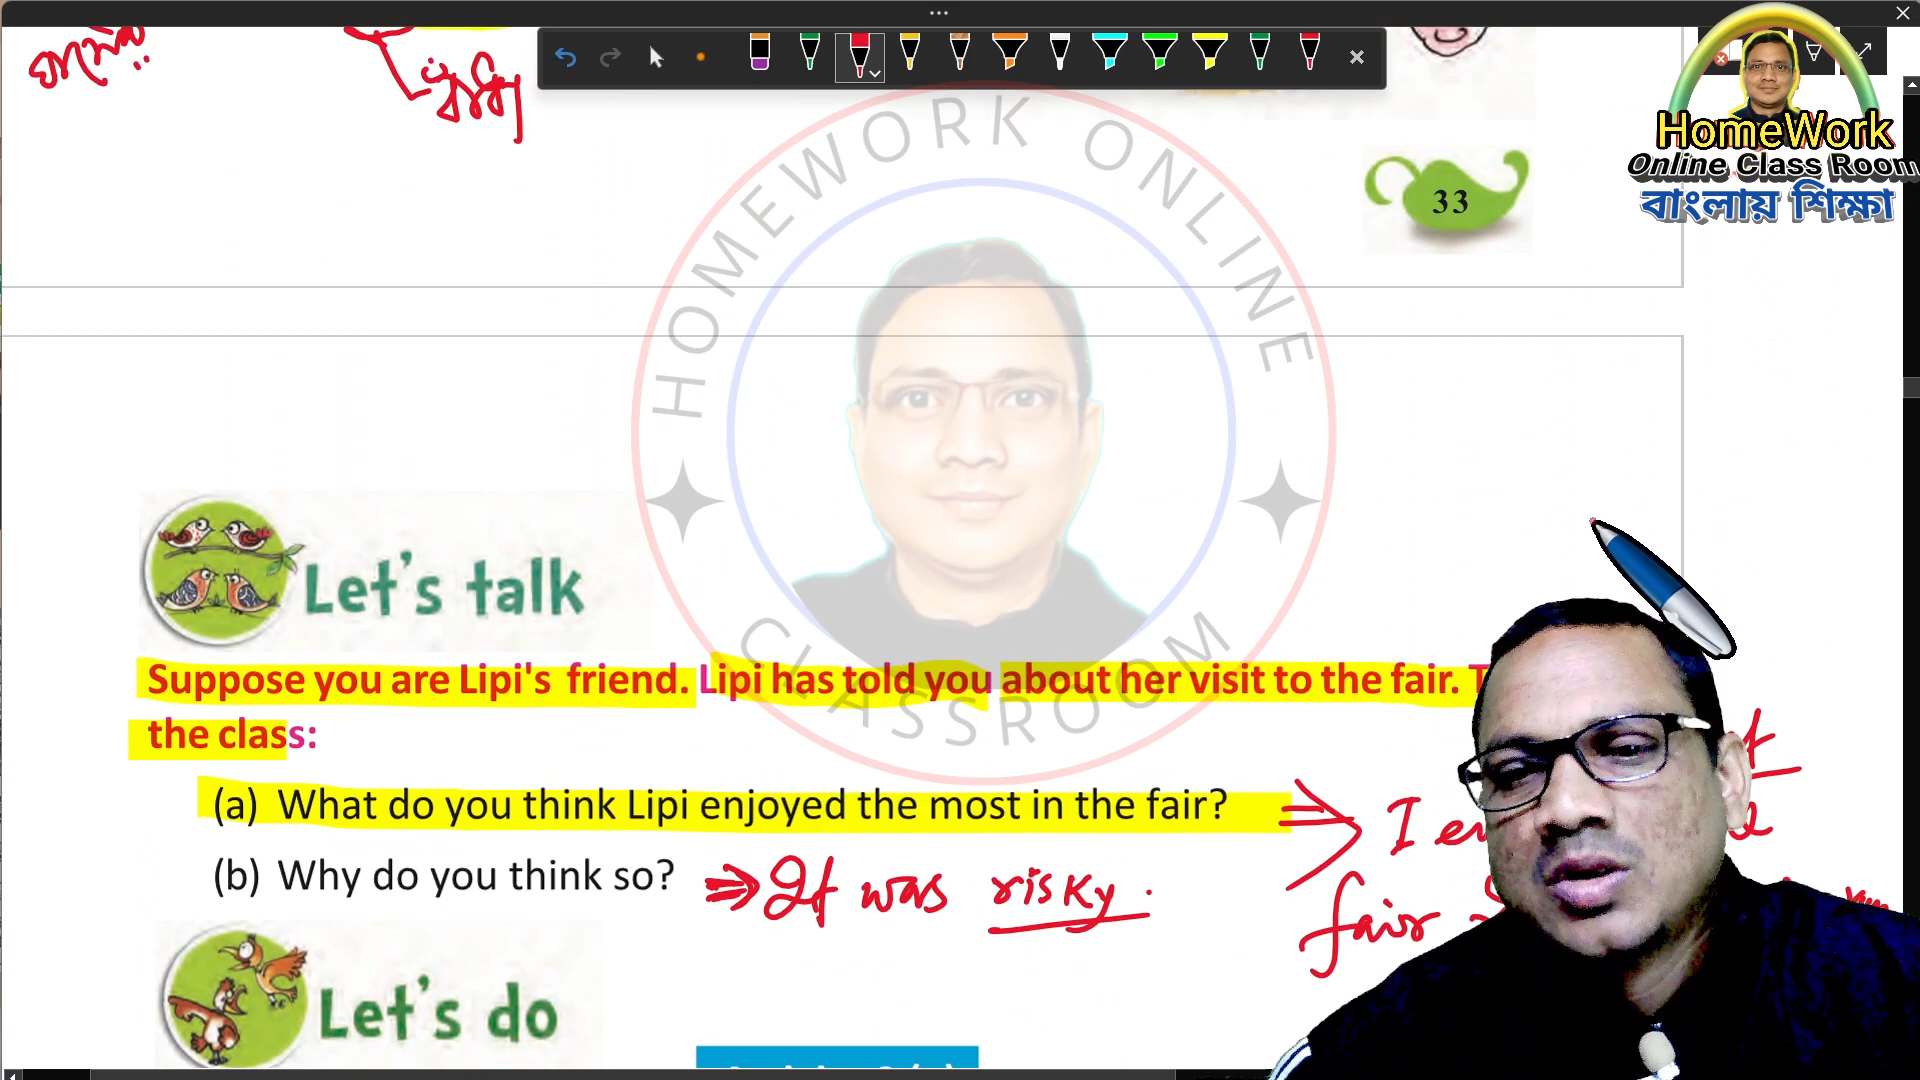 ধাঁধা
HomeWork
Online Class Room
বাংলায় শিক্ষা
33
HOMEWORK ONLINE
CLASSROOM
Let's talk
Suppose you are Lipi's friend. Lipi has told you about her visit to the fair. T
the class:
(a) What do you think Lipi enjoyed the most in the fair?
I
(b) Why do you think so? ⇒ It was risky.
fair
Let's do